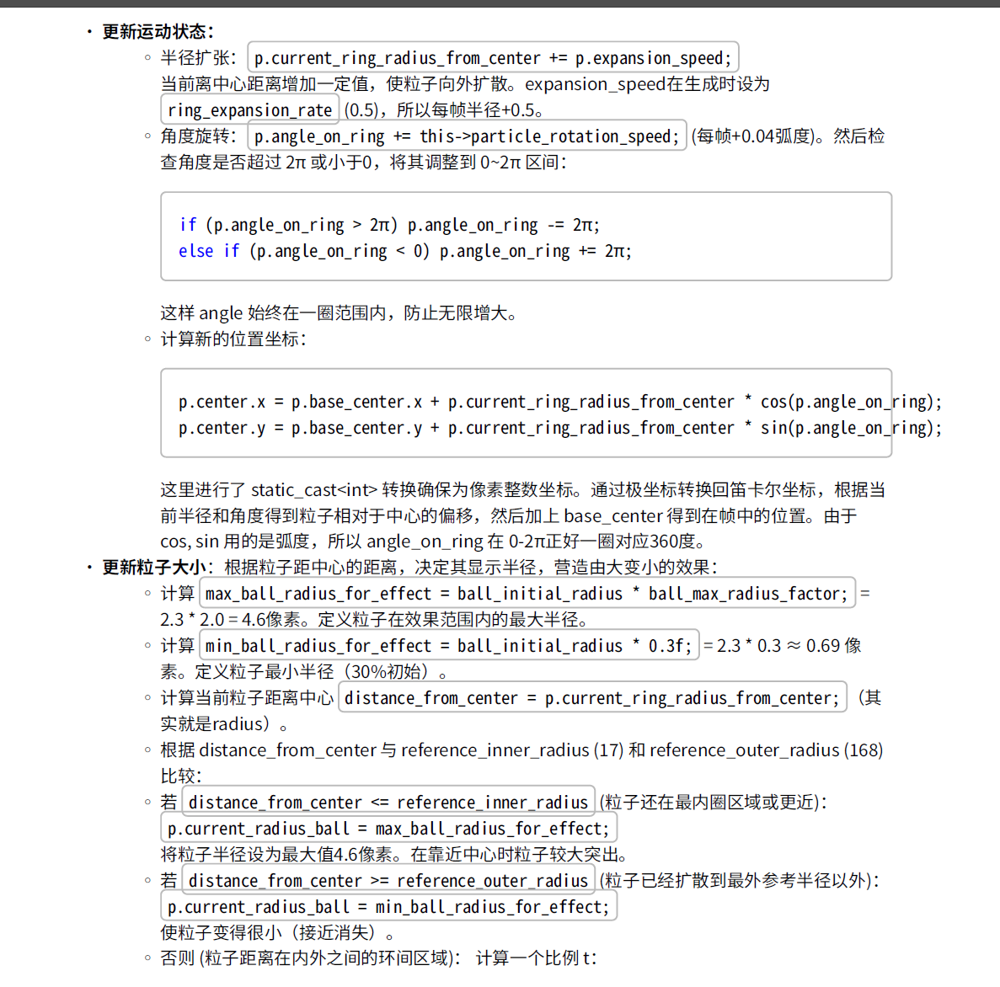 • 更新运动状态：
◦ 半径扩张： p.current_ring_radius_from_center += p.expansion_speed;
当前离中心距离增加一定值，使粒子向外扩散。expansion_speed在生成时设为
ring_expansion_rate (0.5)，所以每帧半径+0.5。
◦ 角度旋转： p.angle_on_ring += this->particle_rotation_speed; (每帧+0.04弧度)。然后检
查角度是否超过 2π 或小于0，将其调整到 0~2π 区间：
if (p.angle_on_ring > 2π) p.angle_on_ring -= 2π;
else if (p.angle_on_ring < 0) p.angle_on_ring += 2π;
这样 angle 始终在一圈范围内，防止无限增大。
◦ 计算新的位置坐标：
p.center.x = p.base_center.x + p.current_ring_radius_from_center * cos(p.angle_on_ring);
p.center.y = p.base_center.y + p.current_ring_radius_from_center * sin(p.angle_on_ring);
这里进行了 static_cast<int> 转换确保为像素整数坐标。通过极坐标转换回笛卡尔坐标，根据当
前半径和角度得到粒子相对于中心的偏移，然后加上 base_center 得到在帧中的位置。由于
cos, sin 用的是弧度，所以 angle_on_ring 在 0-2π正好一圈对应360度。
• 更新粒子大小：根据粒子距中心的距离，决定其显示半径，营造由大变小的效果：
◦ 计算 max_ball_radius_for_effect = ball_initial_radius * ball_max_radius_factor; =
2.3 * 2.0 = 4.6像素。定义粒子在效果范围内的最大半径。
◦ 计算 min_ball_radius_for_effect = ball_initial_radius * 0.3f; = 2.3 * 0.3 ≈ 0.69 像
素。定义粒子最小半径（30%初始）。
◦ 计算当前粒子距离中心 distance_from_center = p.current_ring_radius_from_center; （其
实就是radius）。
◦ 根据 distance_from_center 与 reference_inner_radius (17) 和 reference_outer_radius (168)
比较：
◦ 若 distance_from_center <= reference_inner_radius (粒子还在最内圈区域或更近)：
p.current_radius_ball = max_ball_radius_for_effect;
将粒子半径设为最大值4.6像素。在靠近中心时粒子较大突出。
◦ 若 distance_from_center >= reference_outer_radius (粒子已经扩散到最外参考半径以外)：
p.current_radius_ball = min_ball_radius_for_effect;
使粒子变得很小（接近消失）。
◦ 否则 (粒子距离在内外之间的环间区域)： 计算一个比例 t：